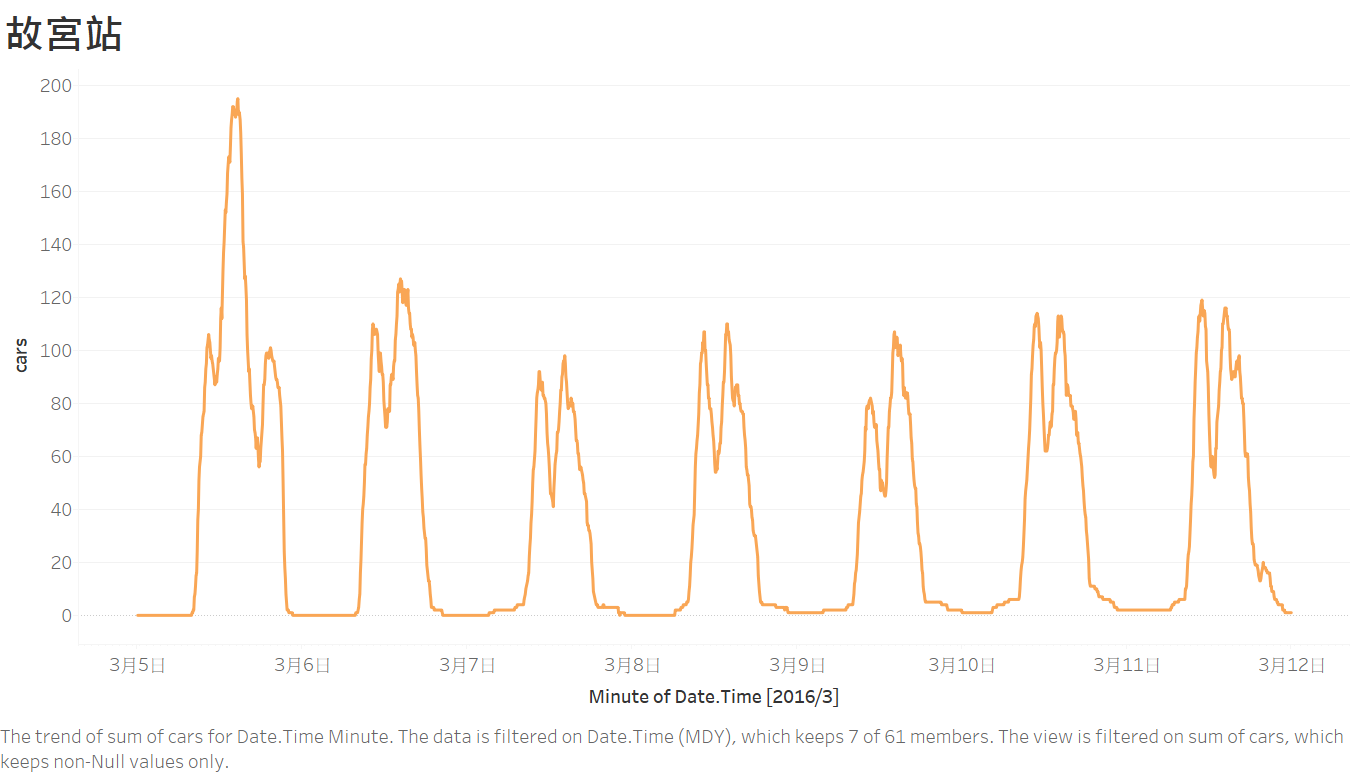 故宮站
200
180
160
140
120
100
80
60
40
20
0
cars
3月5日 3月6日 3月7日 3月8日 3月9日 3月10日 3月11日 3月12日
Minute of Date.Time [2016/3]
The trend of sum of cars for Date.Time Minute. The data is filtered on Date.Time (MDY), which keeps 7 of 61 members. The view is filtered on sum of cars, which
keeps non-Null values only.